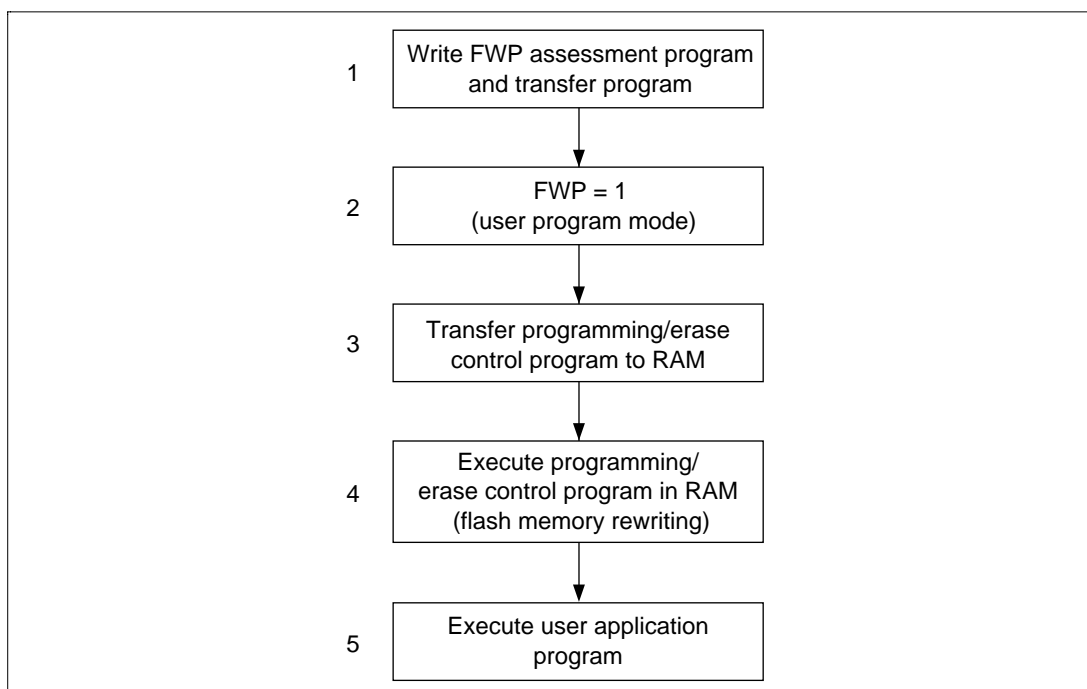 1
Write FWP assessment program
and transfer program
2
FWP = 1
(user program mode)
3
Transfer programming/erase
control program to RAM
4
Execute programming/
erase control program in RAM
(flash memory rewriting)
5
Execute user application
program